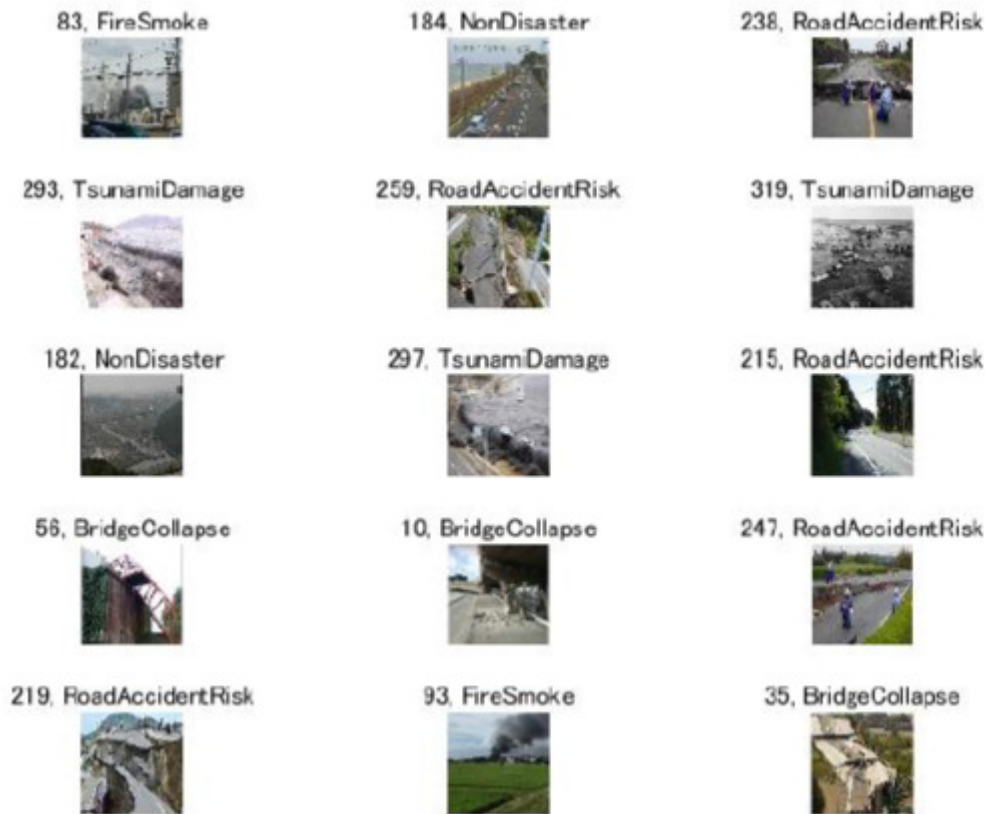 83, FireSmoke
184, NonDisaster
238, RoadAccidentRisk
293, TsunamiDamage
259, RoadAccidentRisk
319, TsunamiDamage
182, NonDisaster
297, TsunamiDamage
215, RoadAccidentRisk
56, BridgeCollapse
10, BridgeCollapse
247, RoadAccidentRisk
219, RoadAccidentRisk
93, FireSmoke
35, BridgeCollapse